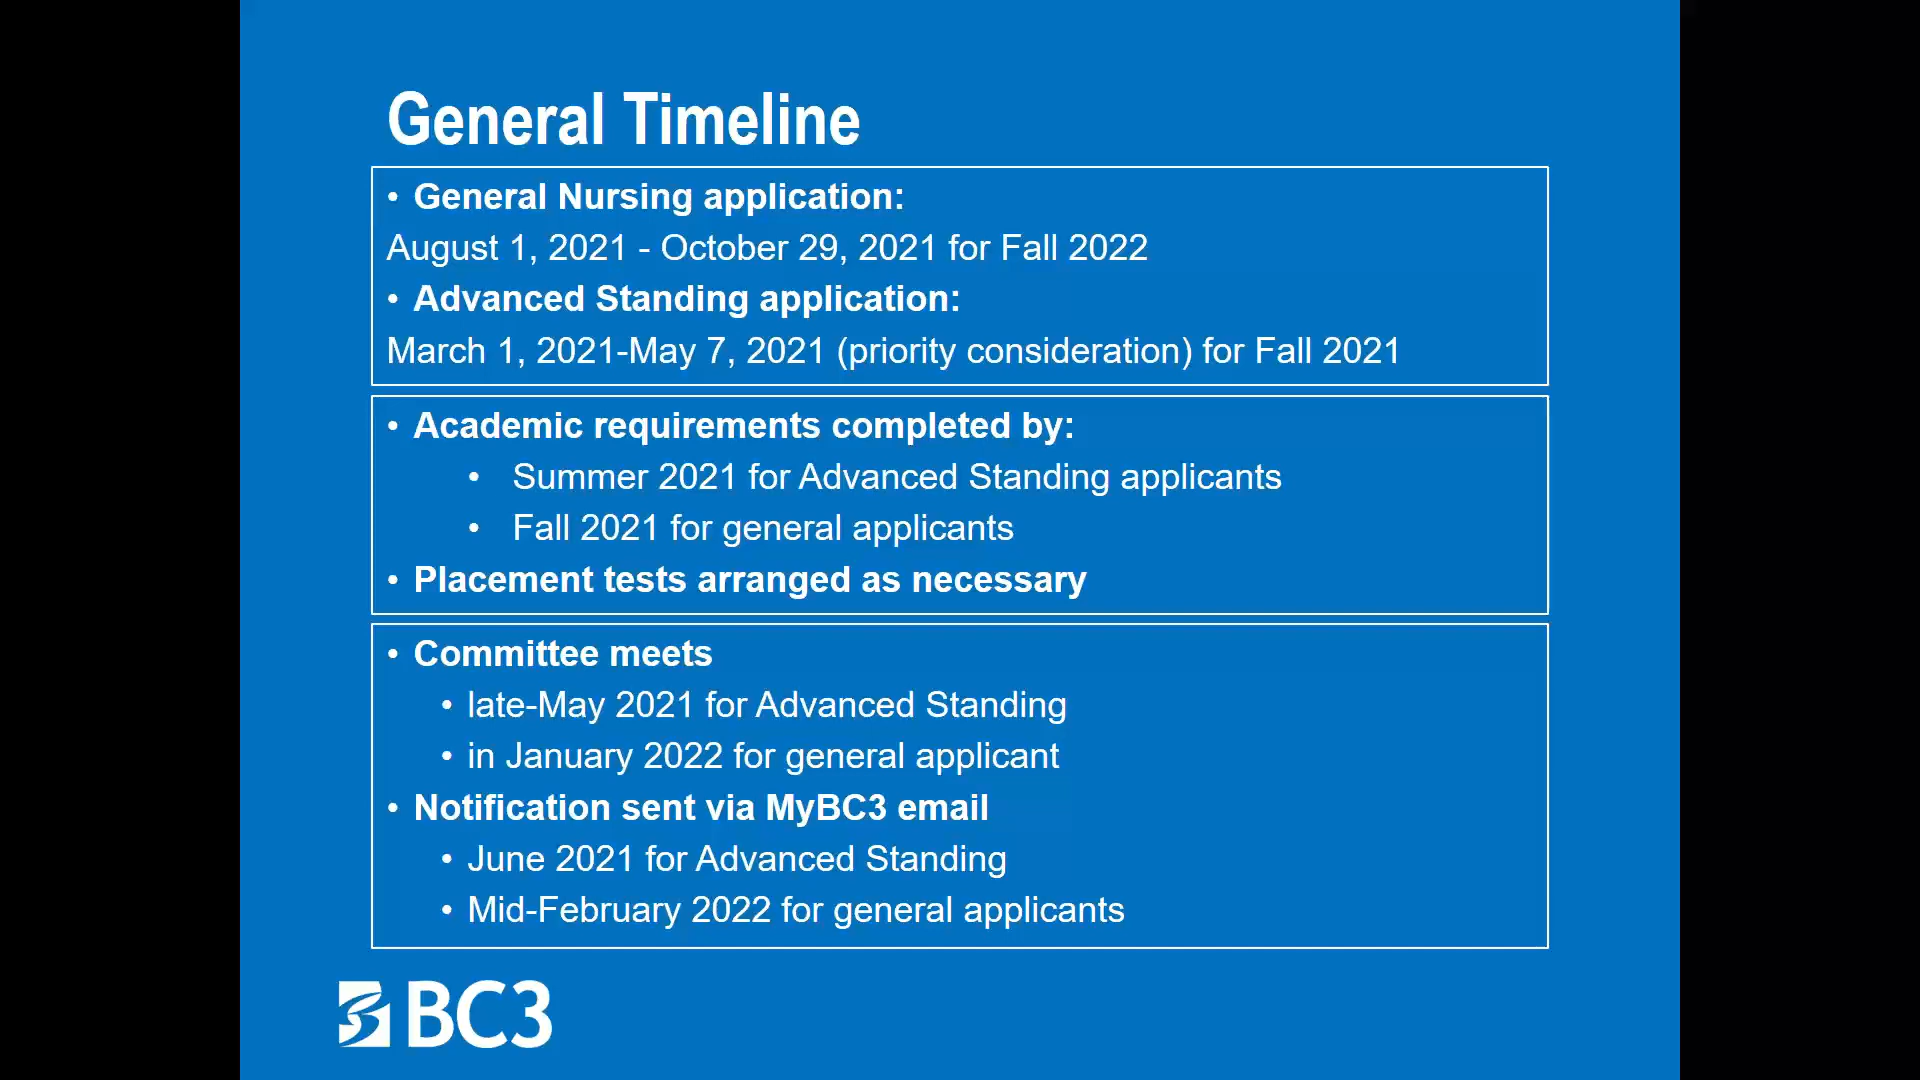 General Timeline
• General Nursing application:
August 1, 2021 - October 29, 2021 for Fall 2022
• Advanced Standing application:
March 1, 2021-May 7, 2021 (priority consideration) for Fall 2021
• Academic requirements completed by:
• Summer 2021 for Advanced Standing applicants
• Fall 2021 for general applicants
• Placement tests arranged as necessary
• Committee meets
• late-May 2021 for Advanced Standing
• in January 2022 for general applicant
• Notification sent via MyBC3 email
• June 2021 for Advanced Standing
• Mid-February 2022 for general applicants
BC3